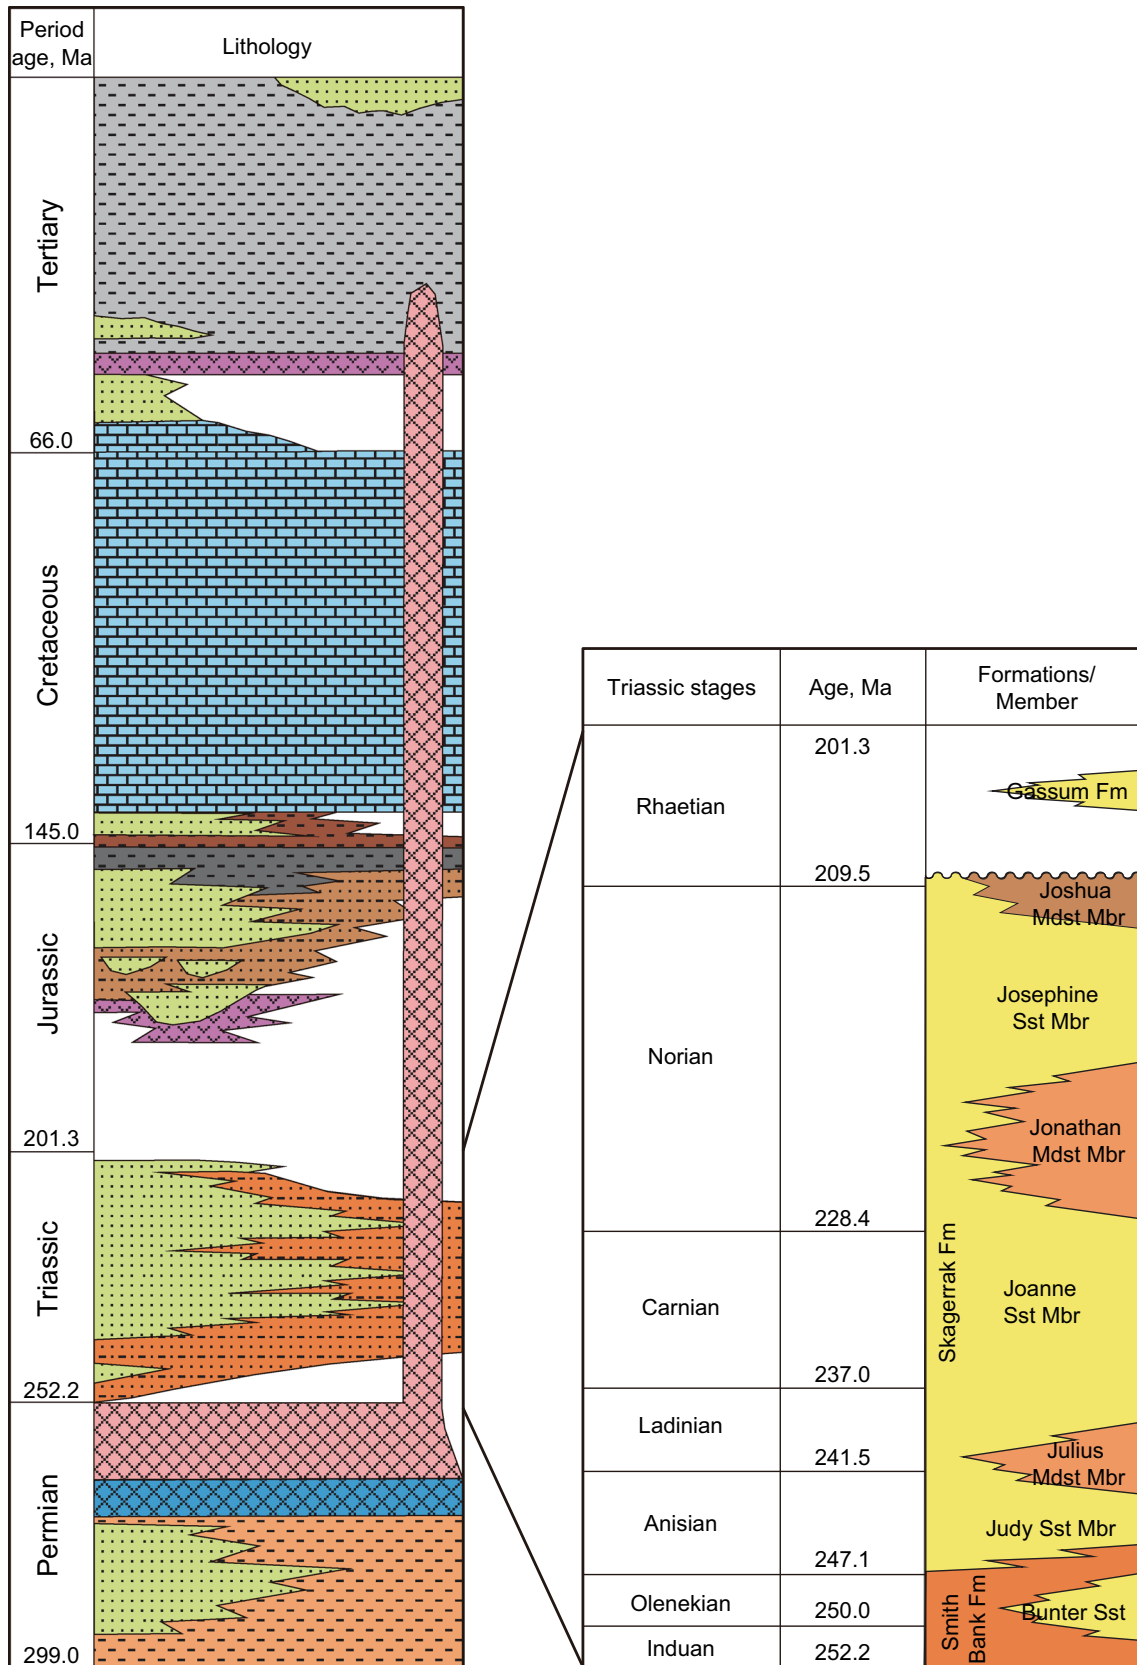 Period
age, Ma
Lithology
Tertiary
66.0
Cretaceous
145.0
Jurassic
201.3
Triassic
252.2
Permian
299.0
Triassic stages
Age, Ma
Formations/
Member
201.3
Rhaetian
Gassum Fm
209.5
Joshua
Mdst Mbr
Josephine
Sst Mbr
Norian
Jonathan
Mdst Mbr
228.4
Skagerrak Fm
Carnian
Joanne
Sst Mbr
237.0
Ladinian
241.5
Julius
Mdst Mbr
Anisian
Judy Sst Mbr
247.1
Olenekian
250.0
Smith
Bank Fm
Bunter Sst
Induan
252.2